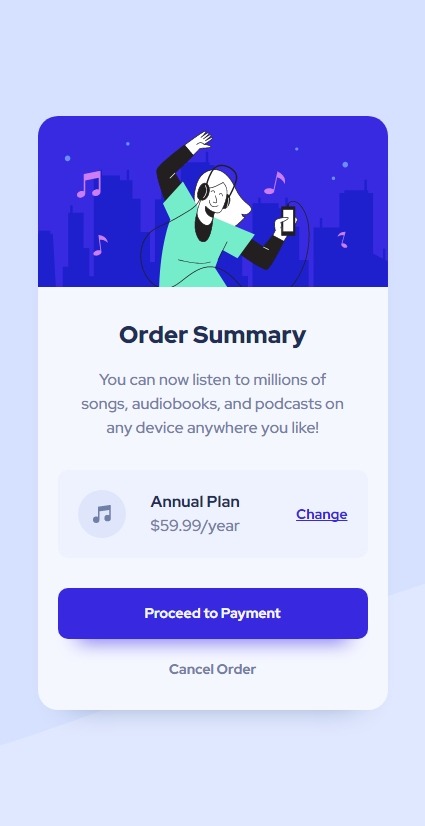 Order Summary
You can now listen to millions of
songs, audiobooks, and podcasts on
any device anywhere you like!
Annual Plan
$59.99/year
Change
Proceed to Payment
Cancel Order